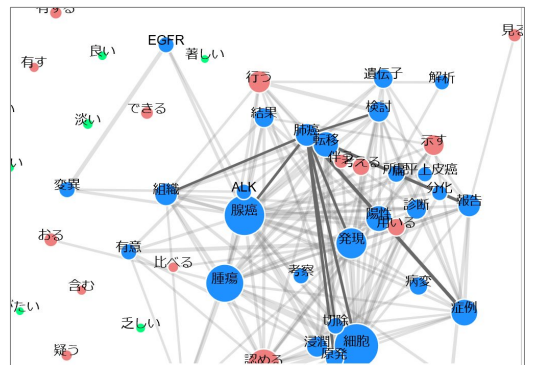 有する
見る
EGFR
良い
著しい
有す
行う
遺伝子
解析
できる
結果
検討
淡い
肺癌
転移
示す
考える
扁平上皮癌
変異
組織
ALK
分化
腺癌
報告
診断
陽性
用いる
おる
有意
発現
比べる
考察
腫瘍
病変
含む
症例
乏しい
切除
浸潤
細胞
疑う
原発
認める